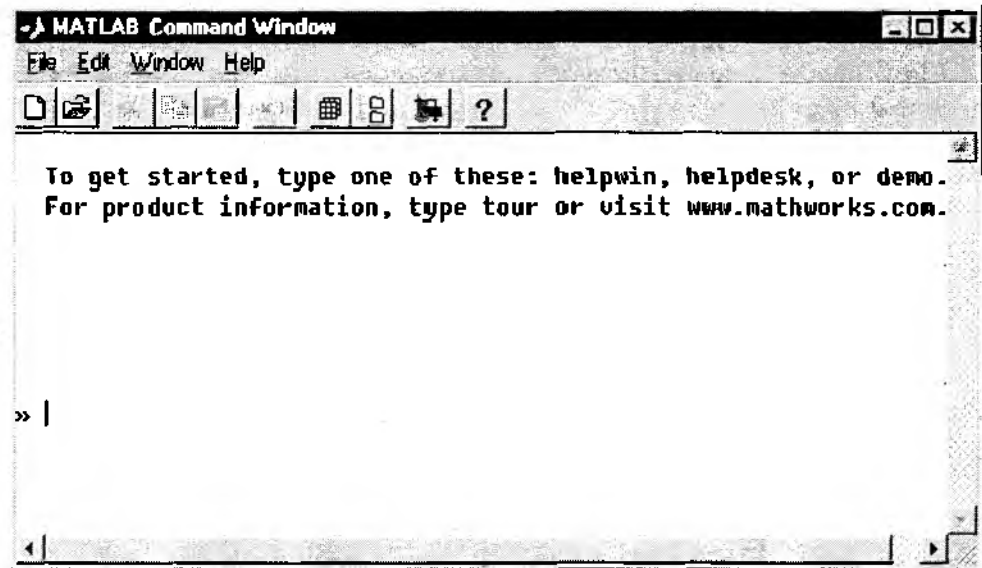 MATLAB Command Window
File Edit Window Help
?
To get started, type one of these: helpwin, helpdesk, or demo.
For product information, type tour or visit www.mathworks.com.
»